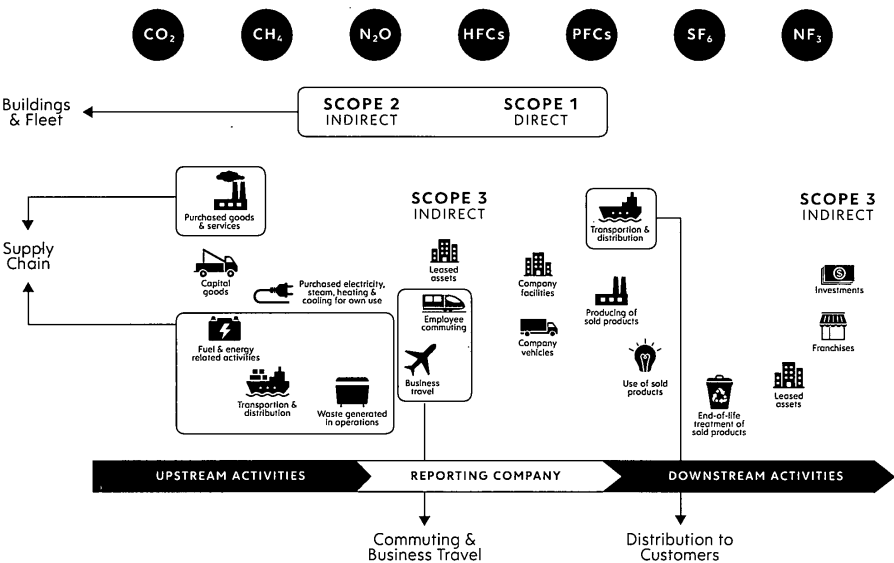 CO₂
CH₄
N₂O
HFCs
PFCs
SF₆
NF₃
Buildings
& Fleet
SCOPE 2
INDIRECT
SCOPE 1
DIRECT
Purchased goods
& services
SCOPE 3
INDIRECT
Transportion &
distribution
SCOPE 3
INDIRECT
Supply
Chain
Capital
goods
Purchased electricity,
steam, heating &
cooling for own use
Leased
assets
Company
facilities
Producing of
sold products
Investments
Employee
commuting
Company
vehicles
Franchises
Fuel & energy
related activities
Business
travel
Use of sold
products
Transportion &
distribution
Waste generated
in operations
End-of-life
treatment of
sold products
Leased
assets
UPSTREAM ACTIVITIES
REPORTING COMPANY
DOWNSTREAM ACTIVITIES
Commuting &
Business Travel
Distribution to
Customers